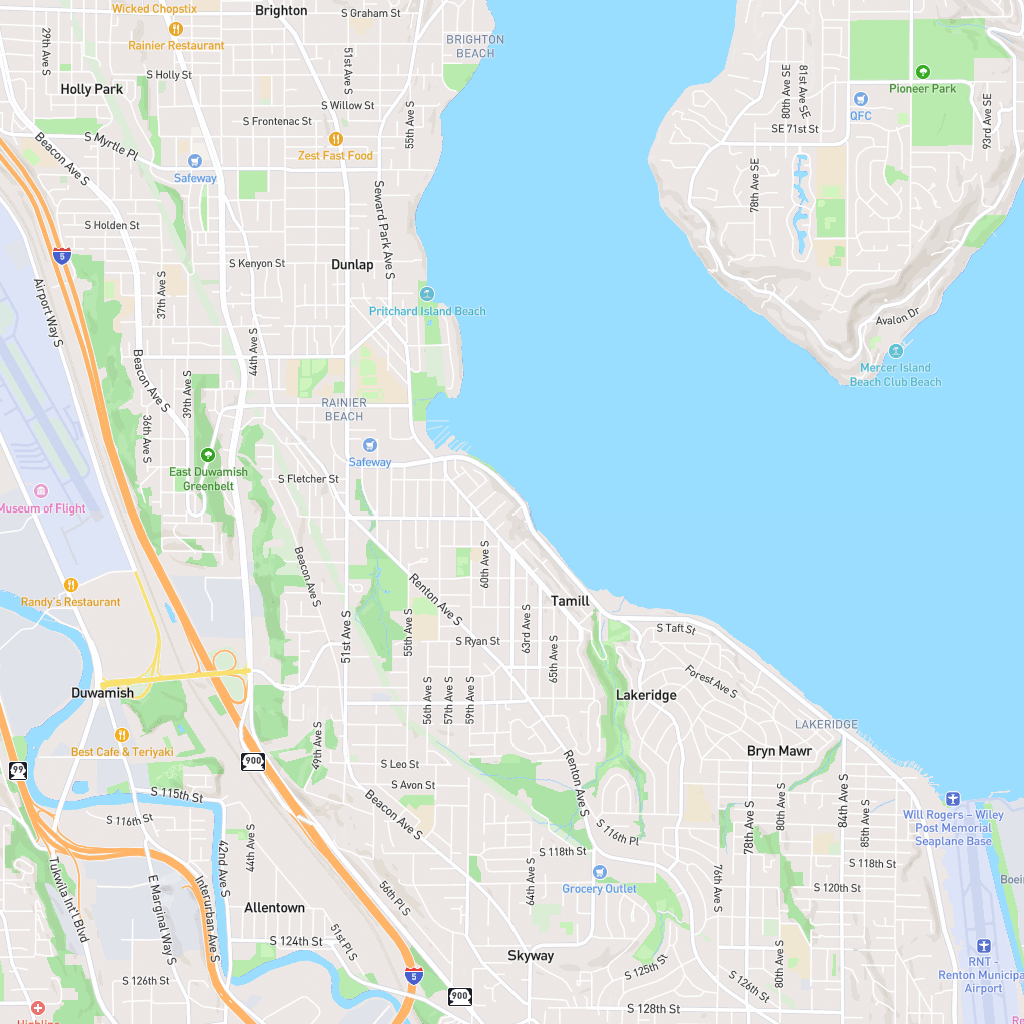 Wicked Chopstix
Brighton
S Graham St
29th Ave S
Rainier Restaurant
BRIGHTON
BEACH
51st Ave S
80th Ave SE
81st Ave SE
S Holly St
Holly Park
Pioneer Park
S Willow St
55th Ave S
QFC
93rd Ave SE
S Frontenac St
SE 71st St
S Myrtle Pl
Beacon Ave S
Zest Fast Food
Safeway
78th Ave SE
Seward Park Ave S
S Holden St
5
S Kenyon St
Dunlap
37th Ave S
Airport Way S
Pritchard Island Beach
Avalon Dr
44th Ave S
Beacon Ave S
Mercer Island
Beach Club Beach
39th Ave S
RAINIER
BEACH
36th Ave S
Safeway
East Duwamish
Greenbelt
S Fletcher St
Museum of Flight
Beacon Ave S
60th Ave S
Renton Ave S
Randy's Restaurant
Tamill
51st Ave S
55th Ave S
63rd Ave S
S Ryan St
65th Ave S
S Taft St
Forest Ave S
Duwamish
56th Ave S
57th Ave S
59th Ave S
Lakeridge
LAKERIDGE
49th Ave S
Best Cafe & Teriyaki
Bryn Mawr
900
99
S Leo St
Renton Ave S
S Avon St
S 115th St
Beacon Ave S
78th Ave S
80th Ave S
84th Ave S
85th Ave S
Will Rogers – Wiley
Post Memorial
Seaplane Base
S 116th St
S 116th Pl
44th Ave S
S 118th St
S 118th St
42nd Ave S
Tukwila Int'l Blvd
E Marginal Way S
Interurban Ave S
64th Ave S
Grocery Outlet
76th Ave S
S 120th St
Boein
56th Pl S
Allentown
51st Pl S
S 124th St
Skyway
S 125th St
80th Ave S
RNT -
Renton Municipa
Airport
S 126th St
5
S 126th St
900
S 128th St
Highline
Re